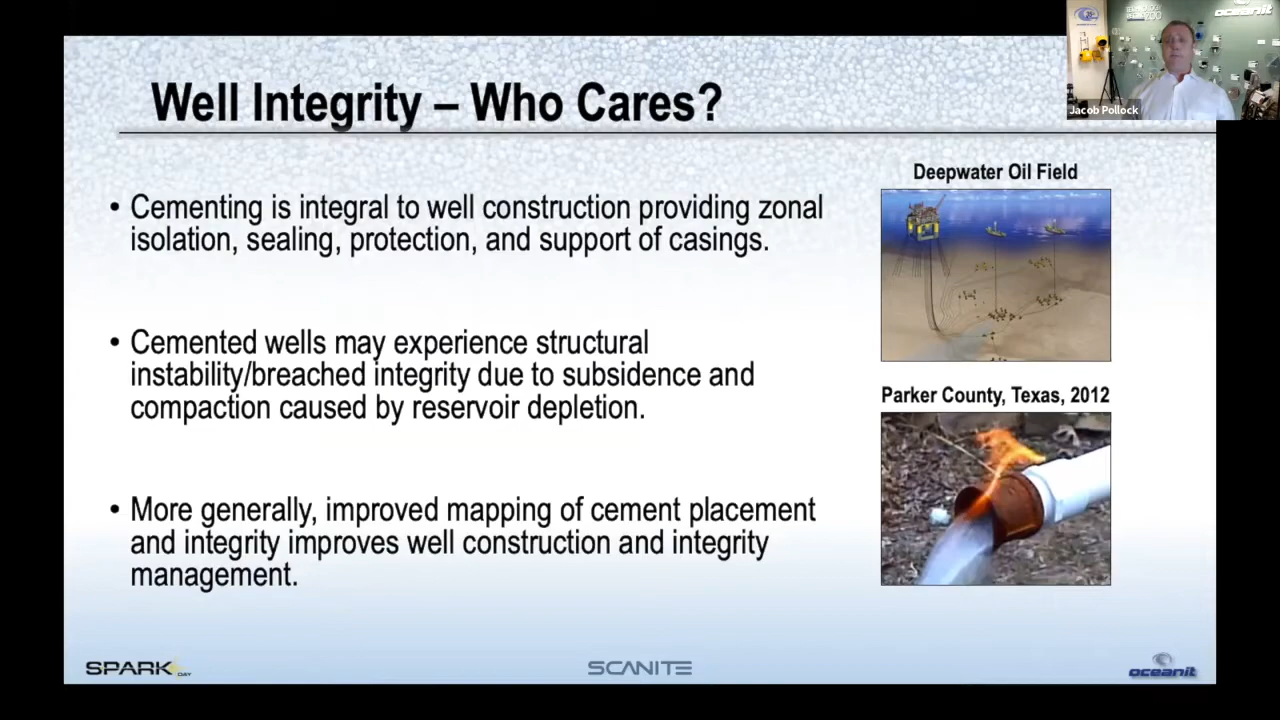 Well Integrity – Who Cares?
• Cementing is integral to well construction providing zonal
isolation, sealing, protection, and support of casings.
• Cemented wells may experience structural
instability/breached integrity due to subsidence and
compaction caused by reservoir depletion.
• More generally, improved mapping of cement placement
and integrity improves well construction and integrity
management.
Deepwater Oil Field
Parker County, Texas, 2012
oceanit
Jacob Pollock
SPARK DAY
SCANITE
oceanit